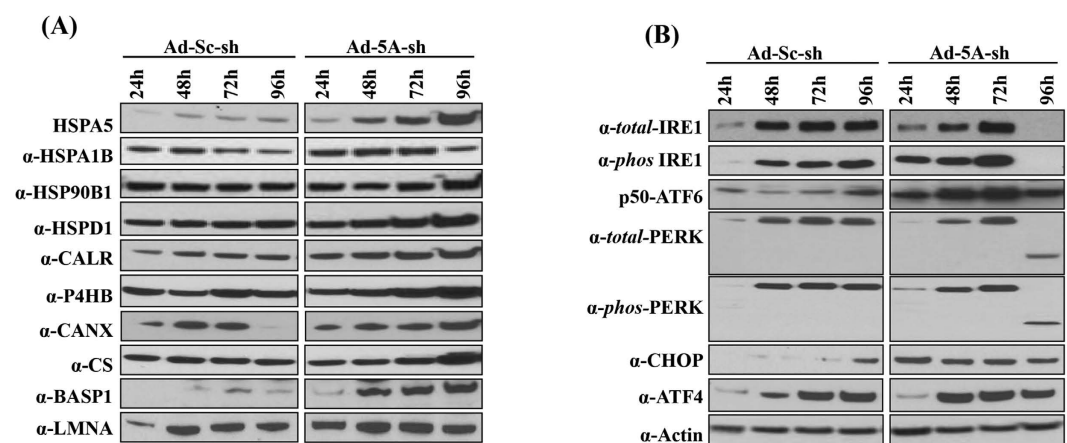 (A)
Ad-Sc-sh Ad-5A-sh
24h 48h 72h 96h 24h 48h 72h 96h
HSPA5
α-HSPA1B
α-HSP90B1
α-HSPD1
α-CALR
α-P4HB
α-CANX
α-CS
α-BASP1
α-LMNA
(B)
Ad-Sc-sh Ad-5A-sh
24h 48h 72h 96h 24h 48h 72h 96h
α-total-IRE1
α-phos IRE1
p50-ATF6
α-total-PERK
α-phos-PERK
α-CHOP
α-ATF4
α-Actin